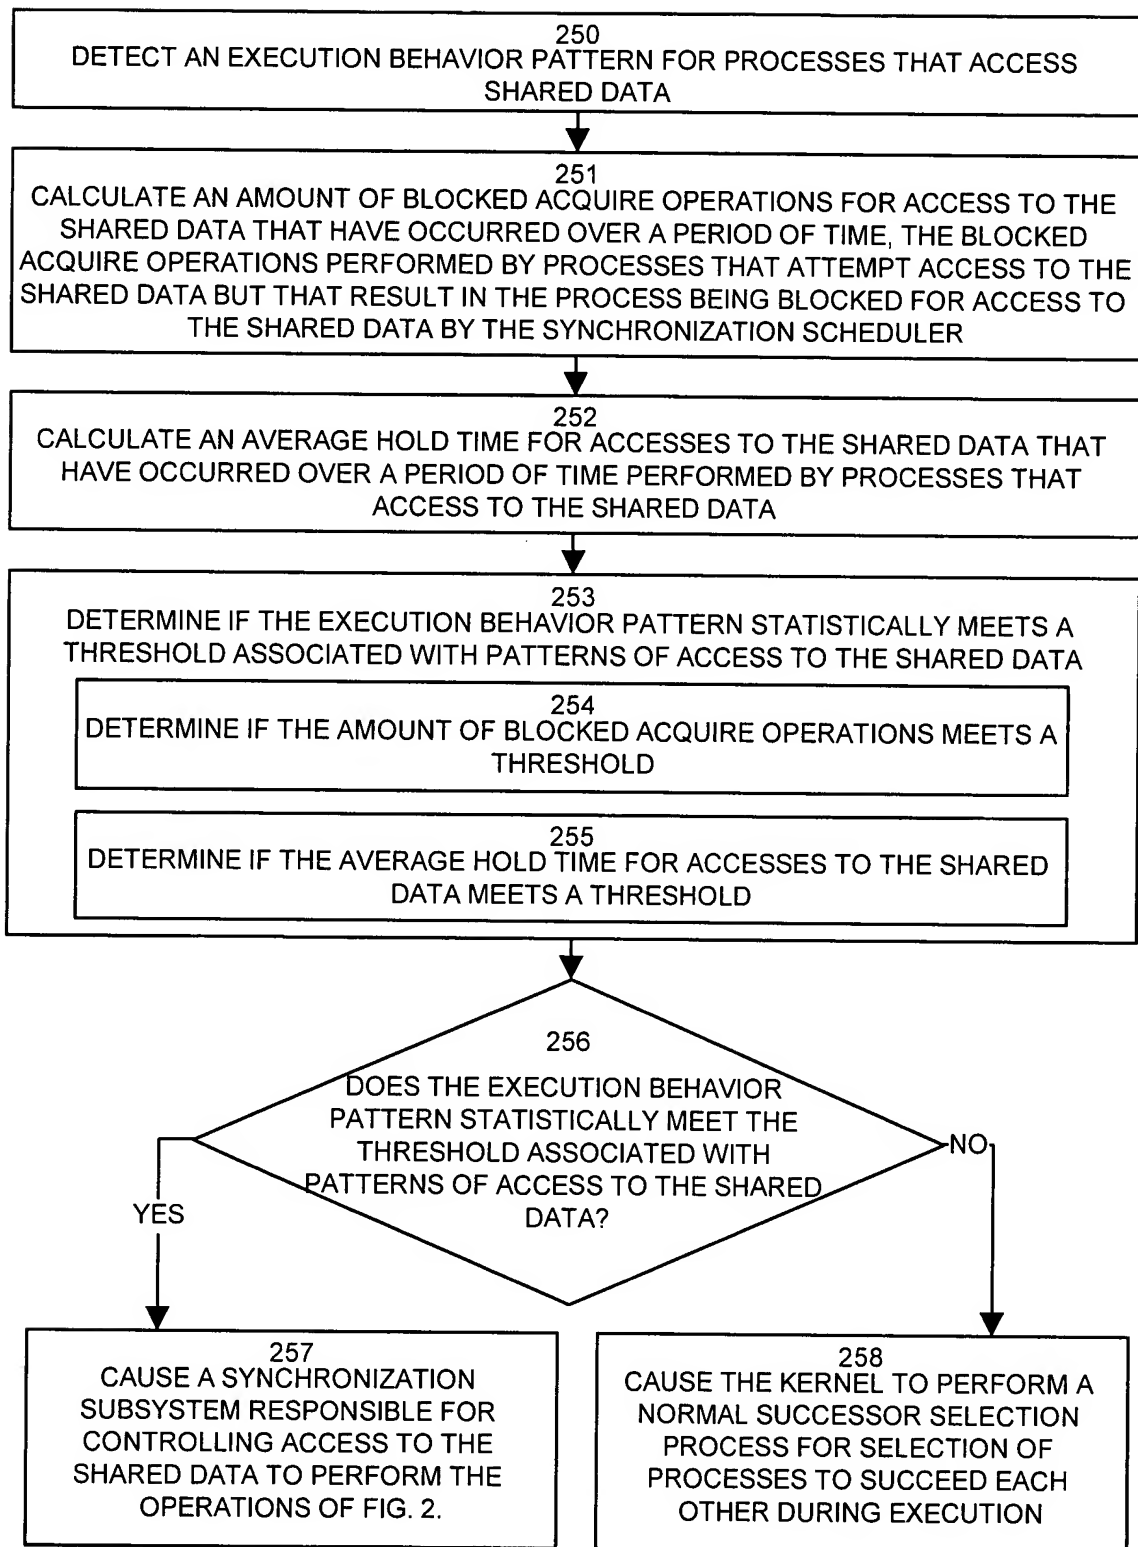 250
DETECT AN EXECUTION BEHAVIOR PATTERN FOR PROCESSES THAT ACCESS
SHARED DATA
251
CALCULATE AN AMOUNT OF BLOCKED ACQUIRE OPERATIONS FOR ACCESS TO THE
SHARED DATA THAT HAVE OCCURRED OVER A PERIOD OF TIME, THE BLOCKED
ACQUIRE OPERATIONS PERFORMED BY PROCESSES THAT ATTEMPT ACCESS TO THE
SHARED DATA BUT THAT RESULT IN THE PROCESS BEING BLOCKED FOR ACCESS TO
THE SHARED DATA BY THE SYNCHRONIZATION SCHEDULER
252
CALCULATE AN AVERAGE HOLD TIME FOR ACCESSES TO THE SHARED DATA THAT
HAVE OCCURRED OVER A PERIOD OF TIME PERFORMED BY PROCESSES THAT
ACCESS TO THE SHARED DATA
253
DETERMINE IF THE EXECUTION BEHAVIOR PATTERN STATISTICALLY MEETS A
THRESHOLD ASSOCIATED WITH PATTERNS OF ACCESS TO THE SHARED DATA
254
DETERMINE IF THE AMOUNT OF BLOCKED ACQUIRE OPERATIONS MEETS A
THRESHOLD
255
DETERMINE IF THE AVERAGE HOLD TIME FOR ACCESSES TO THE SHARED
DATA MEETS A THRESHOLD
256
DOES THE EXECUTION BEHAVIOR
PATTERN STATISTICALLY MEET THE
THRESHOLD ASSOCIATED WITH
PATTERNS OF ACCESS TO THE SHARED
DATA?
YES
NO
257
CAUSE A SYNCHRONIZATION
SUBSYSTEM RESPONSIBLE FOR
CONTROLLING ACCESS TO THE
SHARED DATA TO PERFORM THE
OPERATIONS OF FIG. 2.
258
CAUSE THE KERNEL TO PERFORM A
NORMAL SUCCESSOR SELECTION
PROCESS FOR SELECTION OF
PROCESSES TO SUCCEED EACH
OTHER DURING EXECUTION